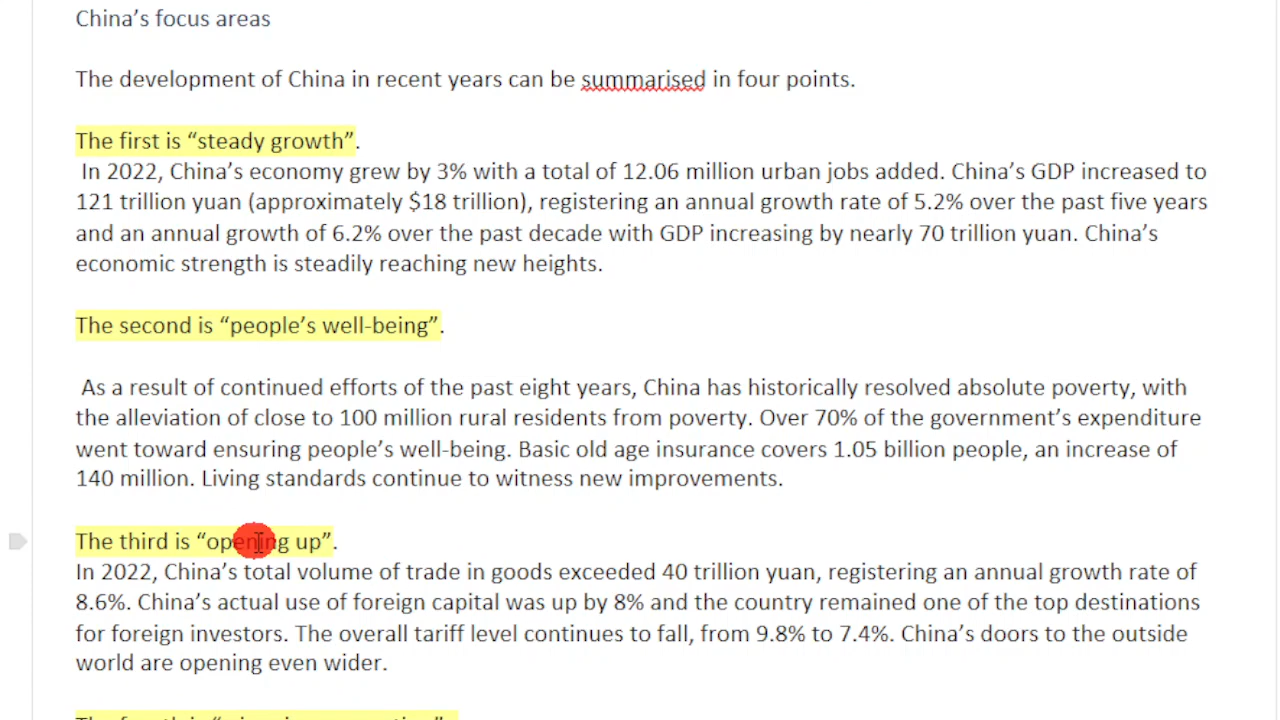 China’s focus areas
The development of China in recent years can be summarised in four points.
The first is “steady growth”.
In 2022, China’s economy grew by 3% with a total of 12.06 million urban jobs added. China’s GDP increased to
121 trillion yuan (approximately $18 trillion), registering an annual growth rate of 5.2% over the past five years
and an annual growth of 6.2% over the past decade with GDP increasing by nearly 70 trillion yuan. China’s
economic strength is steadily reaching new heights.
The second is “people’s well-being”.
As a result of continued efforts of the past eight years, China has historically resolved absolute poverty, with
the alleviation of close to 100 million rural residents from poverty. Over 70% of the government’s expenditure
went toward ensuring people’s well-being. Basic old age insurance covers 1.05 billion people, an increase of
140 million. Living standards continue to witness new improvements.
The third is “opening up”.
In 2022, China’s total volume of trade in goods exceeded 40 trillion yuan, registering an annual growth rate of
8.6%. China’s actual use of foreign capital was up by 8% and the country remained one of the top destinations
for foreign investors. The overall tariff level continues to fall, from 9.8% to 7.4%. China’s doors to the outside
world are opening even wider.